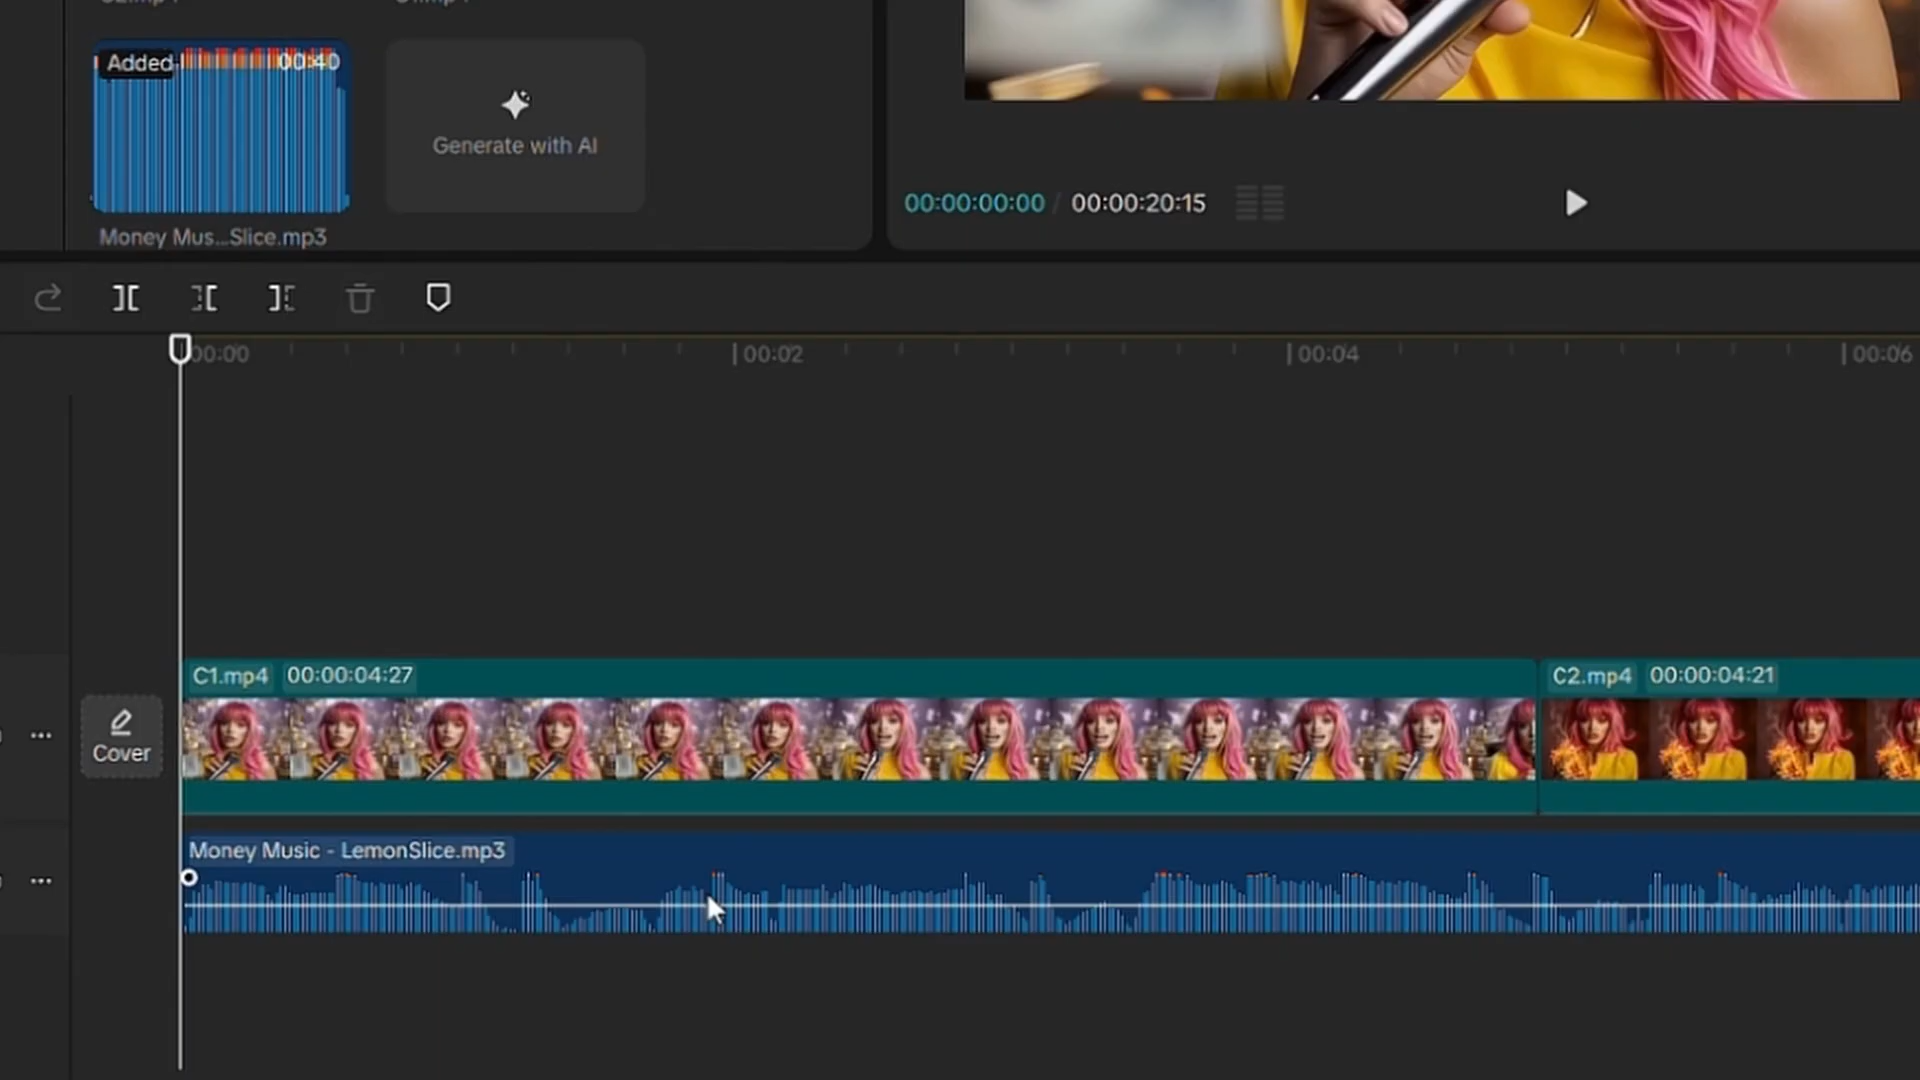 Added
00:40
Generate with AI
Money Mus...Slice.mp3
00:00:00:00 / 00:00:20:15
00:00
00:02
00:04
00:06
C1.mp4 00:00:04:27
C2.mp4 00:00:04:21
Cover
Money Music - LemonSlice.mp3